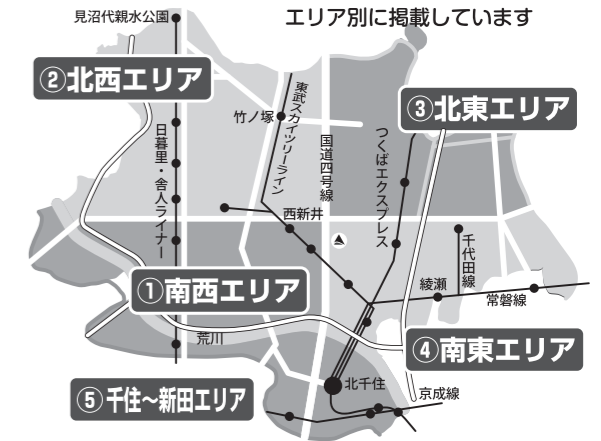 エリア別に掲載しています
見沼代親水公園
②北西エリア
③北東エリア
東武スカイツリーライン
竹ノ塚
国道四号線
つくばエクスプレス
日暮里・舎人ライナー
西新井
千代田線
綾瀬
常磐線
①南西エリア
荒川
④南東エリア
⑤千住～新田エリア
北千住
京成線